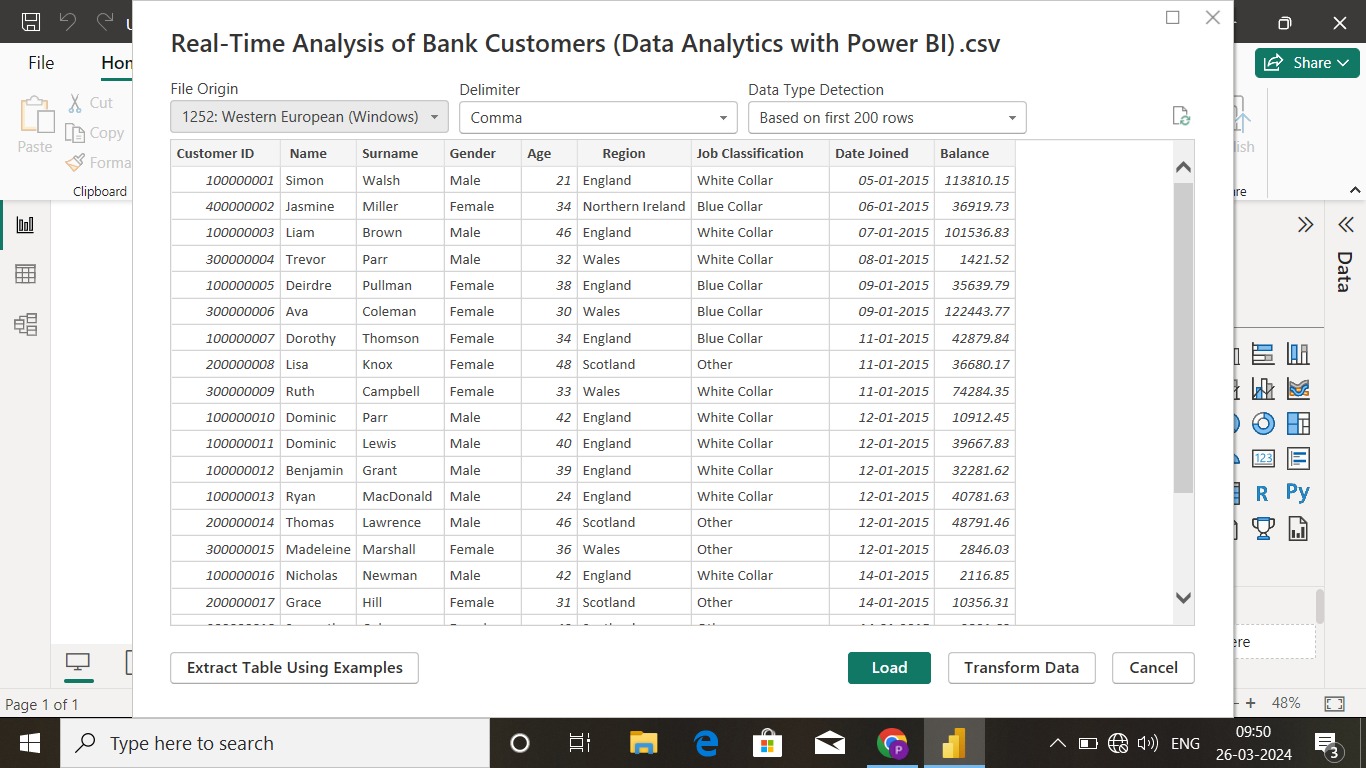 Real-Time Analysis of Bank Customers (Data Analytics with Power BI).csv
File
Share
File Origin Delimiter Data Type Detection
1252: Western European (Windows) Comma Based on first 200 rows
Cut
Copy
Paste
Clipboard
Customer ID Name Surname Gender Age Region Job Classification Date Joined Balance
100000001 Simon Walsh Male 21 England White Collar 05-01-2015 113810.15
400000002 Jasmine Miller Female 34 Northern Ireland Blue Collar 06-01-2015 36919.73
100000003 Liam Brown Male 46 England White Collar 07-01-2015 101536.83
300000004 Trevor Parr Male 32 Wales White Collar 08-01-2015 1421.52
100000005 Deirdre Pullman Female 38 England Blue Collar 09-01-2015 35639.79
300000006 Ava Coleman Female 30 Wales Blue Collar 09-01-2015 122443.77
100000007 Dorothy Thomson Female 34 England Blue Collar 11-01-2015 42879.84
200000008 Lisa Knox Female 48 Scotland Other 11-01-2015 36680.17
300000009 Ruth Campbell Female 33 Wales White Collar 11-01-2015 74284.35
100000010 Dominic Parr Male 42 England White Collar 12-01-2015 10912.45
100000011 Dominic Lewis Male 40 England White Collar 12-01-2015 39667.83
100000012 Benjamin Grant Male 39 England White Collar 12-01-2015 32281.62
100000013 Ryan MacDonald Male 24 England White Collar 12-01-2015 40781.63
200000014 Thomas Lawrence Male 46 Scotland Other 12-01-2015 48791.46
300000015 Madeleine Marshall Female 36 Wales Other 12-01-2015 2846.03
100000016 Nicholas Newman Male 42 England White Collar 14-01-2015 2116.85
200000017 Grace Hill Female 31 Scotland Other 14-01-2015 10356.31
Data
123
R Py
Extract Table Using Examples Load Transform Data Cancel
Page 1 of 1
48%
Type here to search
ENG
09:50
26-03-2024
3